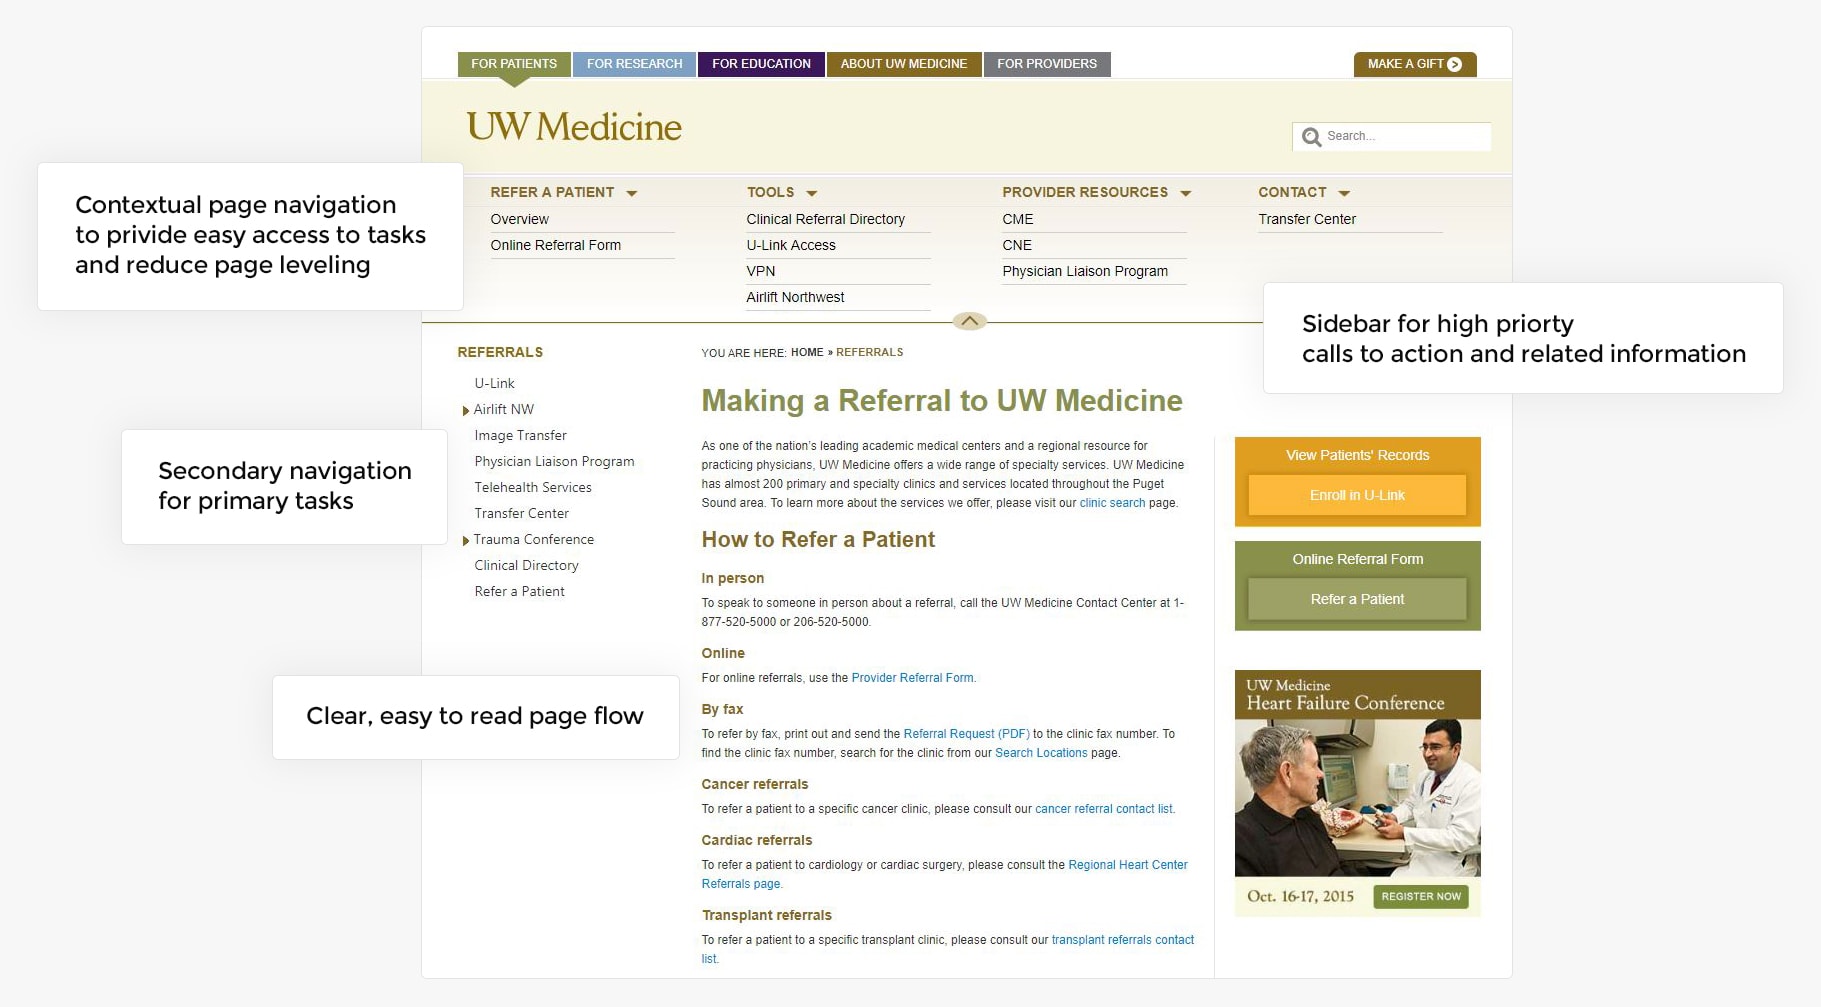 FOR PATIENTS
FOR RESEARCH
FOR EDUCATION
ABOUT UW MEDICINE
FOR PROVIDERS
MAKE A GIFT
UW Medicine
Search...
Contextual page navigation
to privide easy access to tasks
and reduce page leveling
REFER A PATIENT
Overview
Online Referral Form
TOOLS
Clinical Referral Directory
U-Link Access
VPN
Airlift Northwest
PROVIDER RESOURCES
CME
CNE
Physician Liaison Program
CONTACT
Transfer Center
Sidebar for high priorty
calls to action and related information
REFERRALS
U-Link
Airlift NW
Image Transfer
Physician Liaison Program
Telehealth Services
Transfer Center
Trauma Conference
Clinical Directory
Refer a Patient
Secondary navigation
for primary tasks
Clear, easy to read page flow
YOU ARE HERE: HOME » REFERRALS
Making a Referral to UW Medicine
As one of the nation's leading academic medical centers and a regional resource for
practicing physicians, UW Medicine offers a wide range of specialty services. UW Medicine
has almost 200 primary and specialty clinics and services located throughout the Puget
Sound area. To learn more about the services we offer, please visit our clinic search page.
How to Refer a Patient
In person
To speak to someone in person about a referral, call the UW Medicine Contact Center at 1-
877-520-5000 or 206-520-5000.
Online
For online referrals, use the Provider Referral Form.
By fax
To refer by fax, print out and send the Referral Request (PDF) to the clinic fax number. To
find the clinic fax number, search for the clinic from our Search Locations page.
Cancer referrals
To refer a patient to a specific cancer clinic, please consult our cancer referral contact list.
Cardiac referrals
To refer a patient to cardiology or cardiac surgery, please consult the Regional Heart Center
Referrals page.
Transplant referrals
To refer a patient to a specific transplant clinic, please consult our transplant referrals contact
list.
View Patients' Records
Enroll in U-Link
Online Referral Form
Refer a Patient
UW Medicine
Heart Failure Conference
Oct. 16-17, 2015
REGISTER NOW